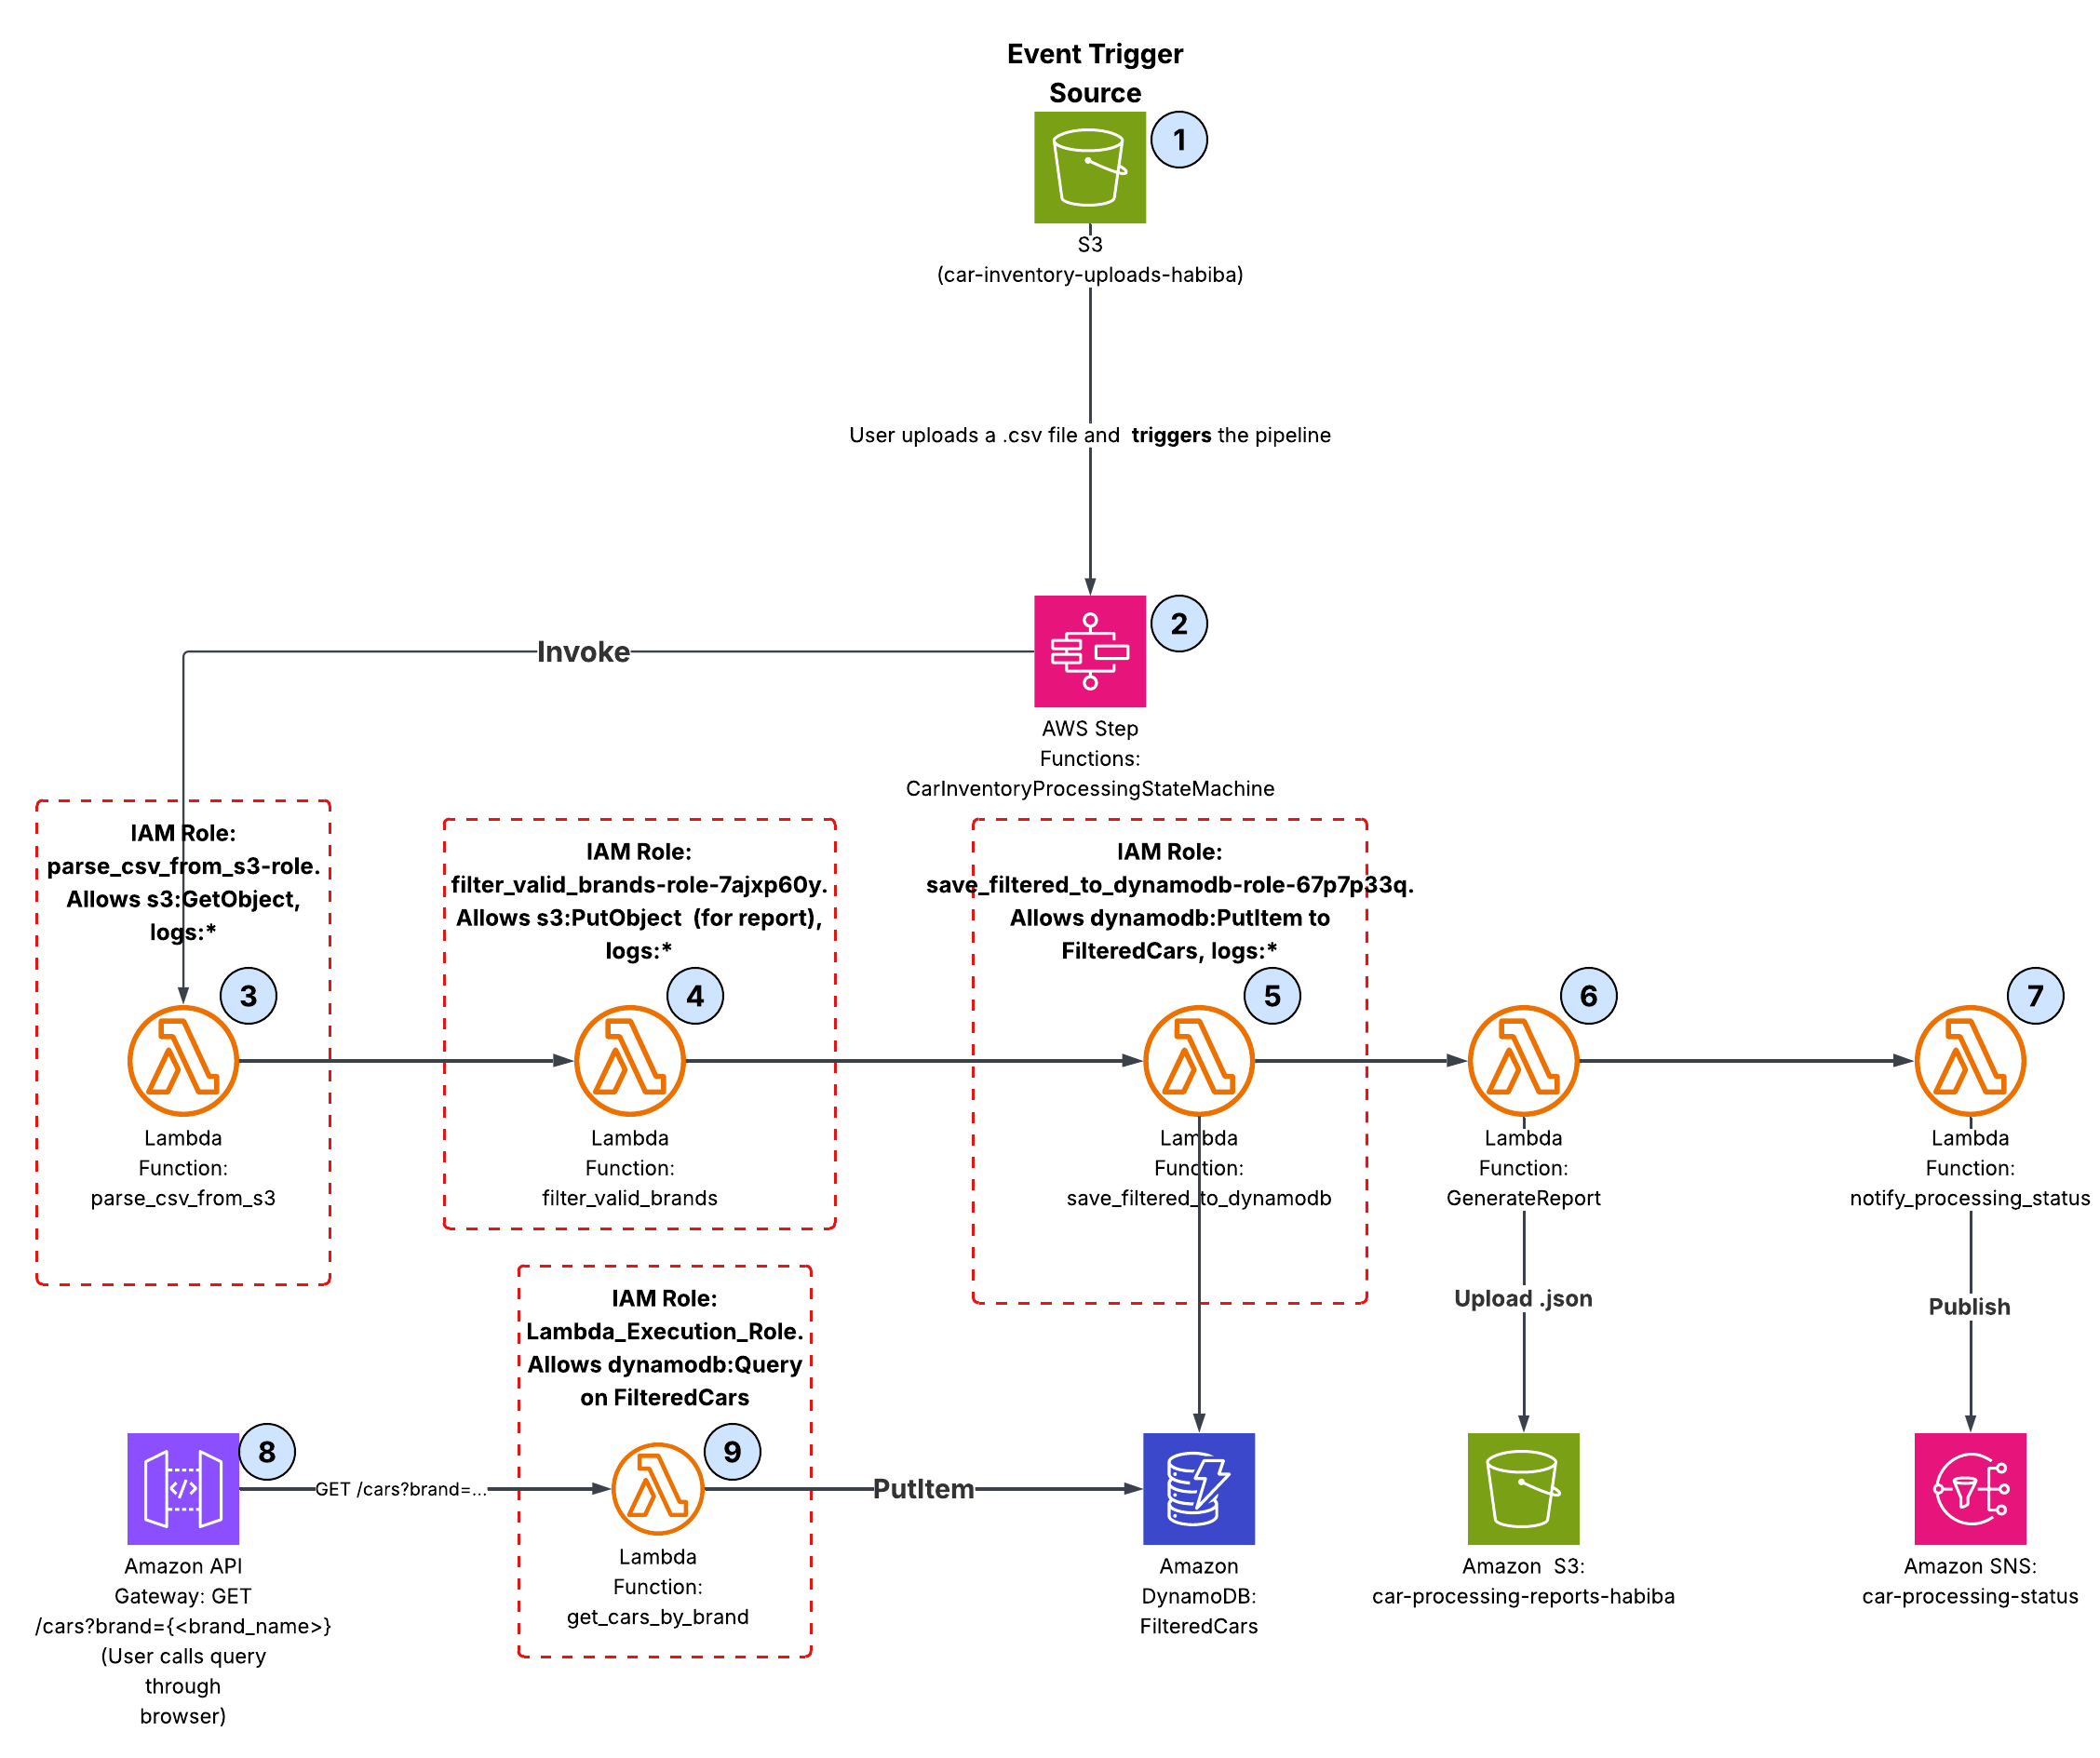 Event Trigger
Source
1
S3
(car-inventory-uploads-habiba)
User uploads a .csv file and triggers the pipeline
2
Invoke
AWS Step
Functions:
CarInventoryProcessingStateMachine
IAM Role:
parse_csv_from_s3-role.
Allows s3:GetObject,
logs:*
3
Lambda
Function:
parse_csv_from_s3
IAM Role:
filter_valid_brands-role-7ajxp60y.
Allows s3:PutObject (for report),
logs:*
4
Lambda
Function:
filter_valid_brands
IAM Role:
save_filtered_to_dynamodb-role-67p7p33q.
Allows dynamodb:PutItem to
FilteredCars, logs:*
5
Lambda
Function:
save_filtered_to_dynamodb
6
Lambda
Function:
GenerateReport
Upload .json
7
Lambda
Function:
notify_processing_status
Publish
8
Amazon API
Gateway: GET
/cars?brand={<brand_name>}
(User calls query
through
browser)
GET /cars?brand=...
IAM Role:
Lambda_Execution_Role.
Allows dynamodb:Query
on FilteredCars
9
Lambda
Function:
get_cars_by_brand
PutItem
Amazon
DynamoDB:
FilteredCars
Amazon S3:
car-processing-reports-habiba
Amazon SNS:
car-processing-status